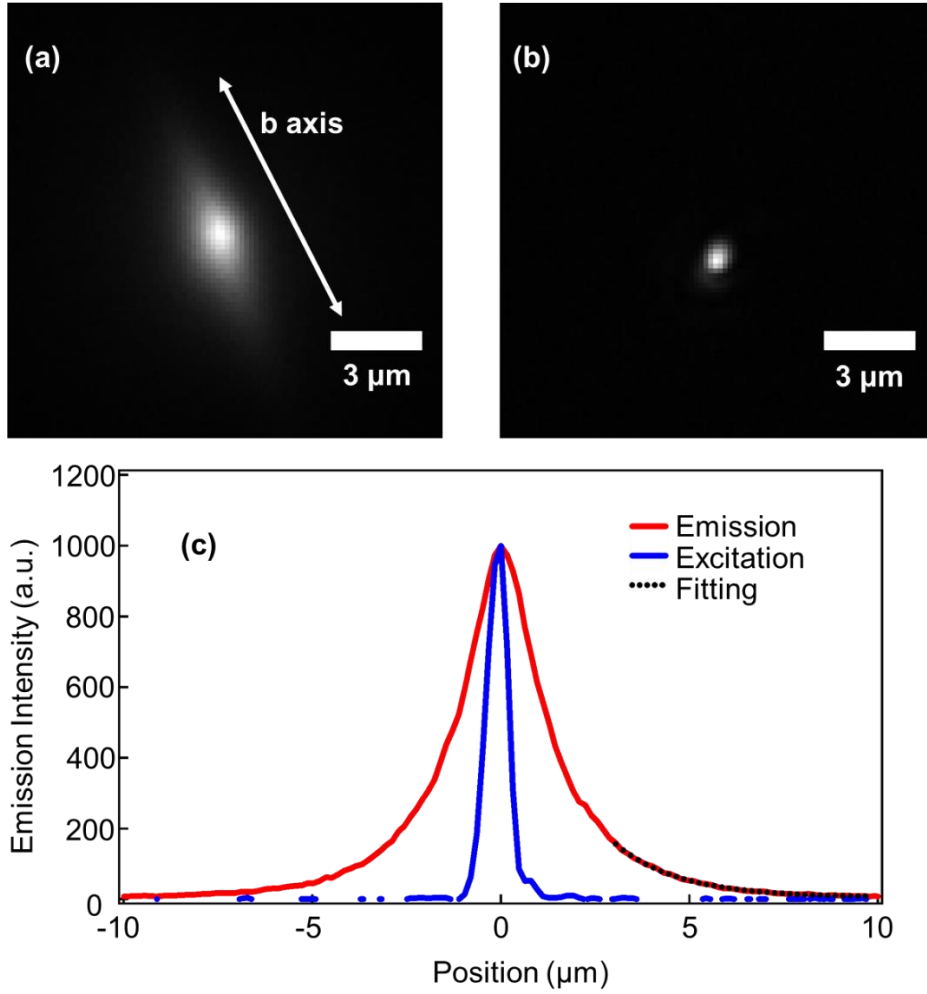 (a)
b axis
3 µm
(b)
3 µm
(c)
Emission
Excitation
Fitting
Emission Intensity (a.u.)
1200
1000
800
600
400
200
0
-10
-5
0
5
10
Position (µm)